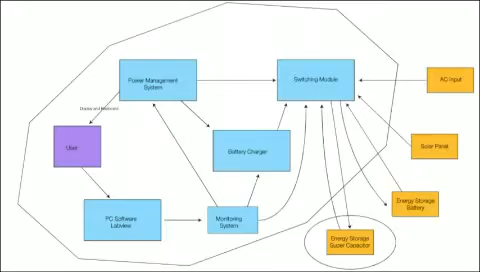 Power Management
System
Switching Module
AC Input
Display and
User
Battery Charger
Solar Panel
PC Software
Labview
Monitoring
System
Energy Storage
Battery
Energy Storage
Super Capacitor